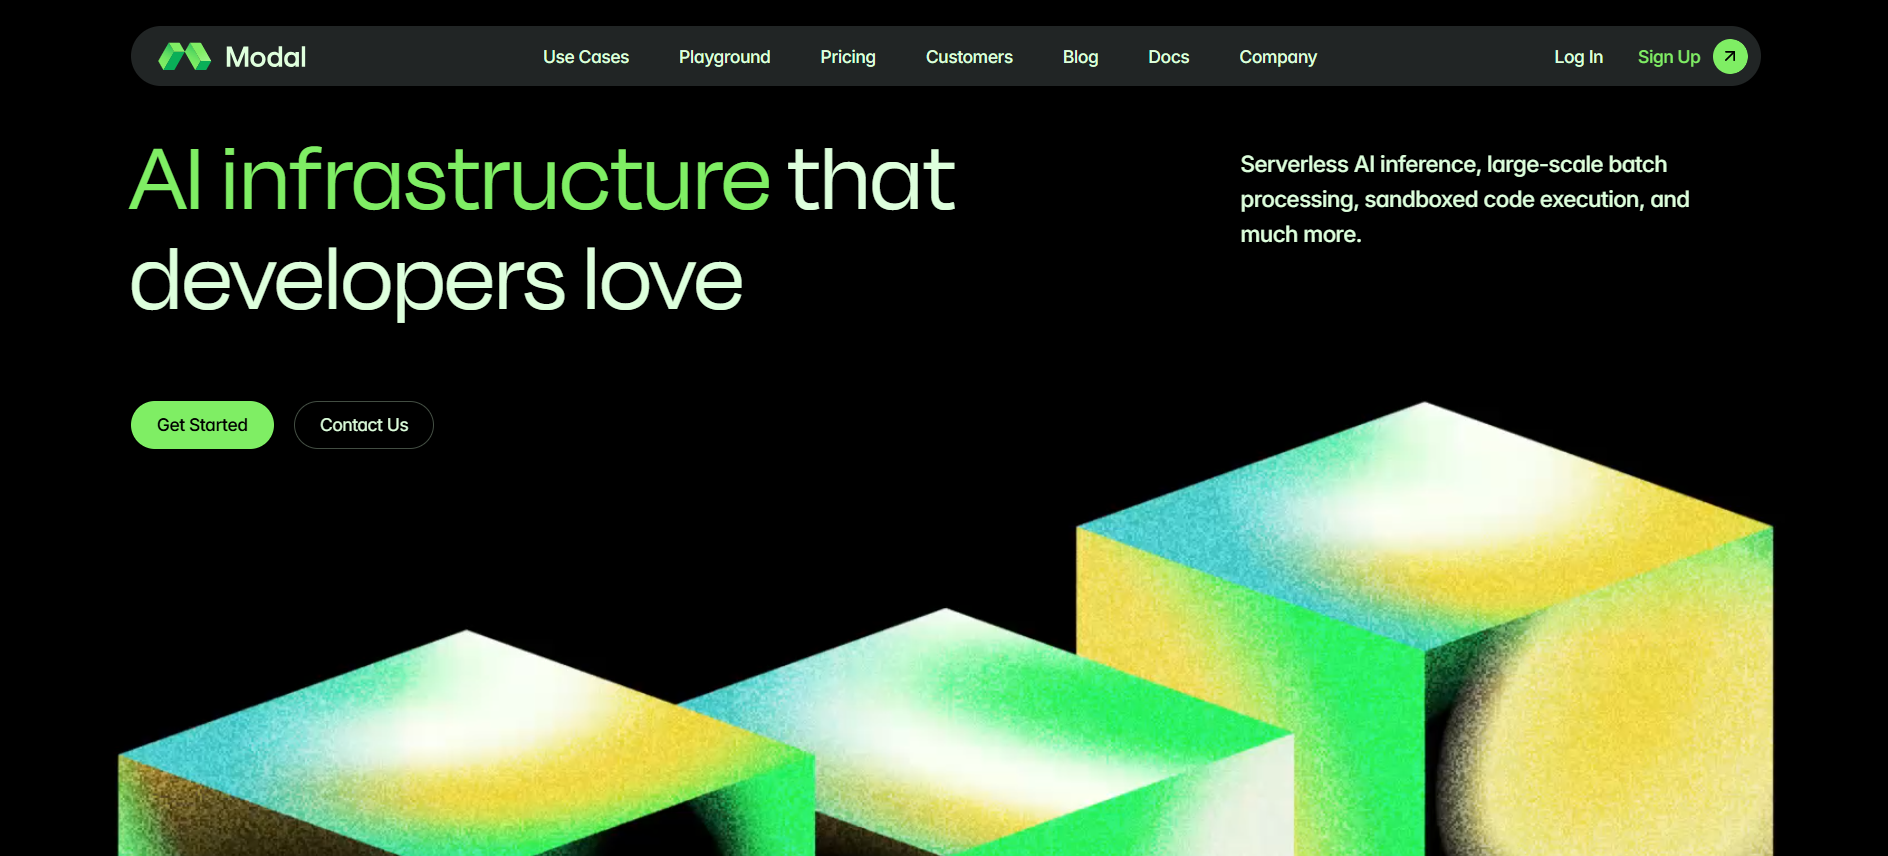 Modal
Use Cases
Playground
Pricing
Customers
Blog
Docs
Company
Log In
Sign Up
AI infrastructure that
developers love
Serverless AI inference, large-scale batch
processing, sandboxed code execution, and
much more.
Get Started
Contact Us